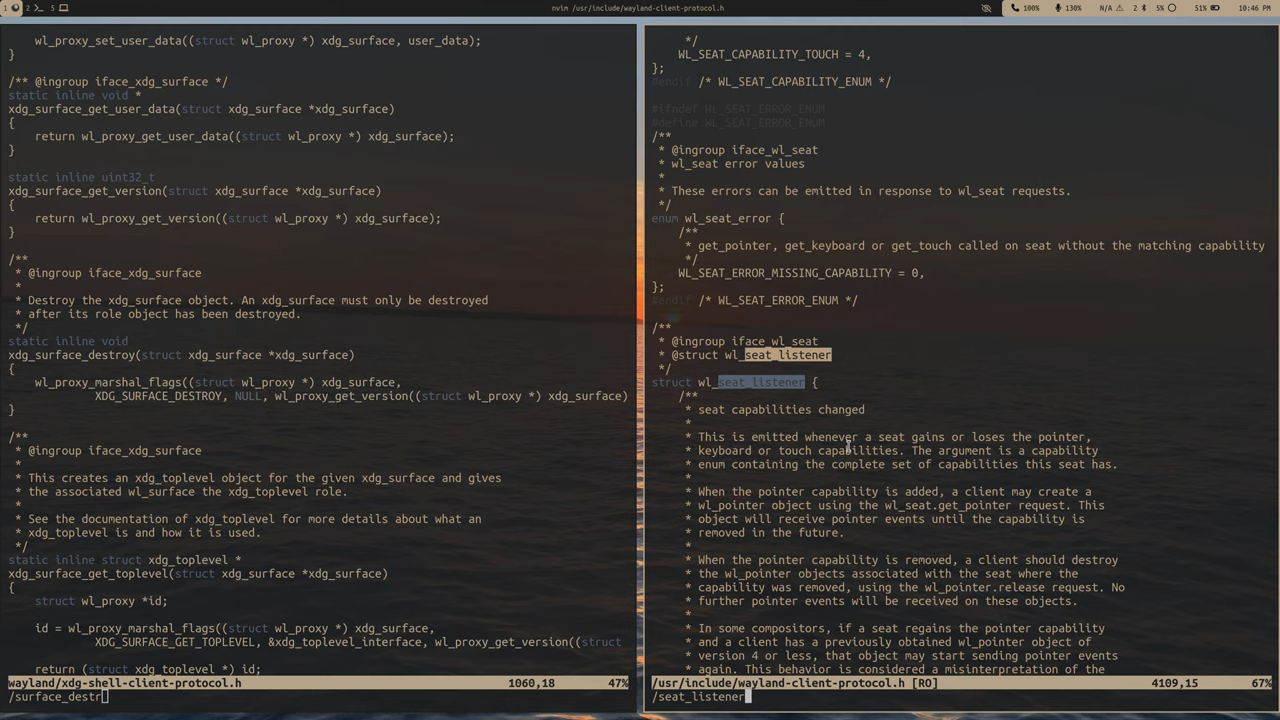 1 2 5 nvim /usr/include/wayland-client-protocol.h 100% 130% N/A 2 5% 51% 10:46 PM
    wl_proxy_set_user_data((struct wl_proxy *) xdg_surface, user_data);
}
/** @ingroup iface_xdg_surface */
static inline void *
xdg_surface_get_user_data(struct xdg_surface *xdg_surface)
{
    return wl_proxy_get_user_data((struct wl_proxy *) xdg_surface);
}
static inline uint32_t
xdg_surface_get_version(struct xdg_surface *xdg_surface)
{
    return wl_proxy_get_version((struct wl_proxy *) xdg_surface);
}
/**
 * @ingroup iface_xdg_surface
 *
 * Destroy the xdg_surface object. An xdg_surface must only be destroyed
 * after its role object has been destroyed.
 */
static inline void
xdg_surface_destroy(struct xdg_surface *xdg_surface)
{
    wl_proxy_marshal_flags((struct wl_proxy *) xdg_surface,
             XDG_SURFACE_DESTROY, NULL, wl_proxy_get_version((struct wl_proxy *) xdg_surface)
}
/**
 * @ingroup iface_xdg_surface
 *
 * This creates an xdg_toplevel object for the given xdg_surface and gives
 * the associated wl_surface the xdg_toplevel role.
 *
 * See the documentation of xdg_toplevel for more details about what an
 * xdg_toplevel is and how it is used.
 */
static inline struct xdg_toplevel *
xdg_surface_get_toplevel(struct xdg_surface *xdg_surface)
{
    struct wl_proxy *id;
    id = wl_proxy_marshal_flags((struct wl_proxy *) xdg_surface,
             XDG_SURFACE_GET_TOPLEVEL, &xdg_toplevel_interface, wl_proxy_get_version((struct
    return (struct xdg_toplevel *) id;
wayland/xdg-shell-client-protocol.h 1060,18 47%
/surface_destr
     */
    WL_SEAT_CAPABILITY_TOUCH = 4,
};
#endif /* WL_SEAT_CAPABILITY_ENUM */
#ifndef WL_SEAT_ERROR_ENUM
#define WL_SEAT_ERROR_ENUM
/**
 * @ingroup iface_wl_seat
 * wl_seat error values
 *
 * These errors can be emitted in response to wl_seat requests.
 */
enum wl_seat_error {
    /**
     * get_pointer, get_keyboard or get_touch called on seat without the matching capability
     */
    WL_SEAT_ERROR_MISSING_CAPABILITY = 0,
};
#endif /* WL_SEAT_ERROR_ENUM */
/**
 * @ingroup iface_wl_seat
 * @struct wl_seat_listener
 */
struct wl_seat_listener {
    /**
     * seat capabilities changed
     *
     * This is emitted whenever a seat gains or loses the pointer,
     * keyboard or touch capabilities. The argument is a capability
     * enum containing the complete set of capabilities this seat has.
     *
     * When the pointer capability is added, a client may create a
     * wl_pointer object using the wl_seat.get_pointer request. This
     * object will receive pointer events until the capability is
     * removed in the future.
     *
     * When the pointer capability is removed, a client should destroy
     * the wl_pointer objects associated with the seat where the
     * capability was removed, using the wl_pointer.release request. No
     * further pointer events will be received on these objects.
     *
     * In some compositors, if a seat regains the pointer capability
     * and a client has a previously obtained wl_pointer object of
     * version 4 or less, that object may start sending pointer events
     * again. This behavior is considered a misinterpretation of the
/usr/include/wayland-client-protocol.h [RO] 4109,15 67%
/seat_listener